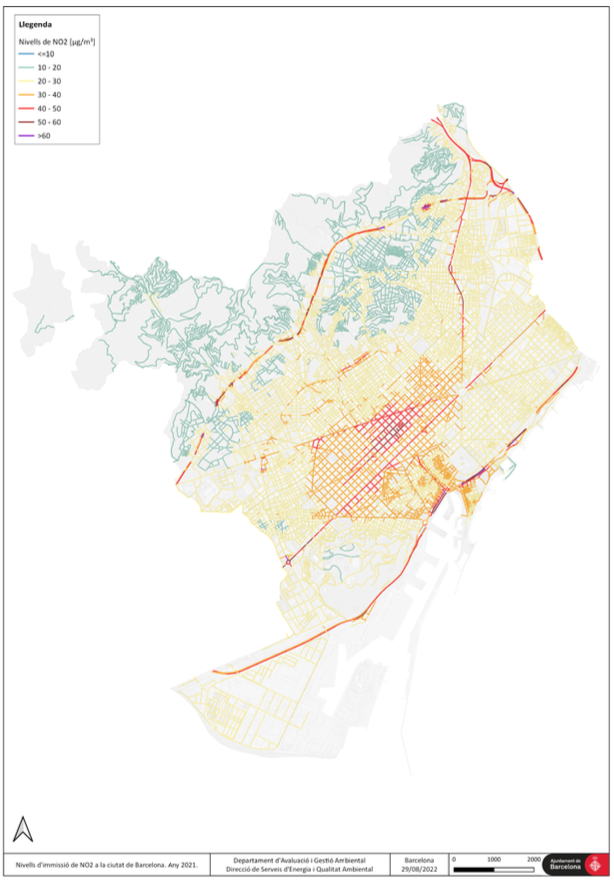 Llegenda
Nivells de NO2 [µg/m³]
<=10
10 - 20
20 - 30
30 - 40
40 - 50
50 - 60
>60
Nivells d'immissió de NO2 a la ciutat de Barcelona. Any 2021.
Departament d'Avaluació i Gestió Ambiental
Direcció de Serveis d'Energia i Qualitat Ambiental
Barcelona
29/08/2022
0 1000 2000
Ajuntament de
Barcelona